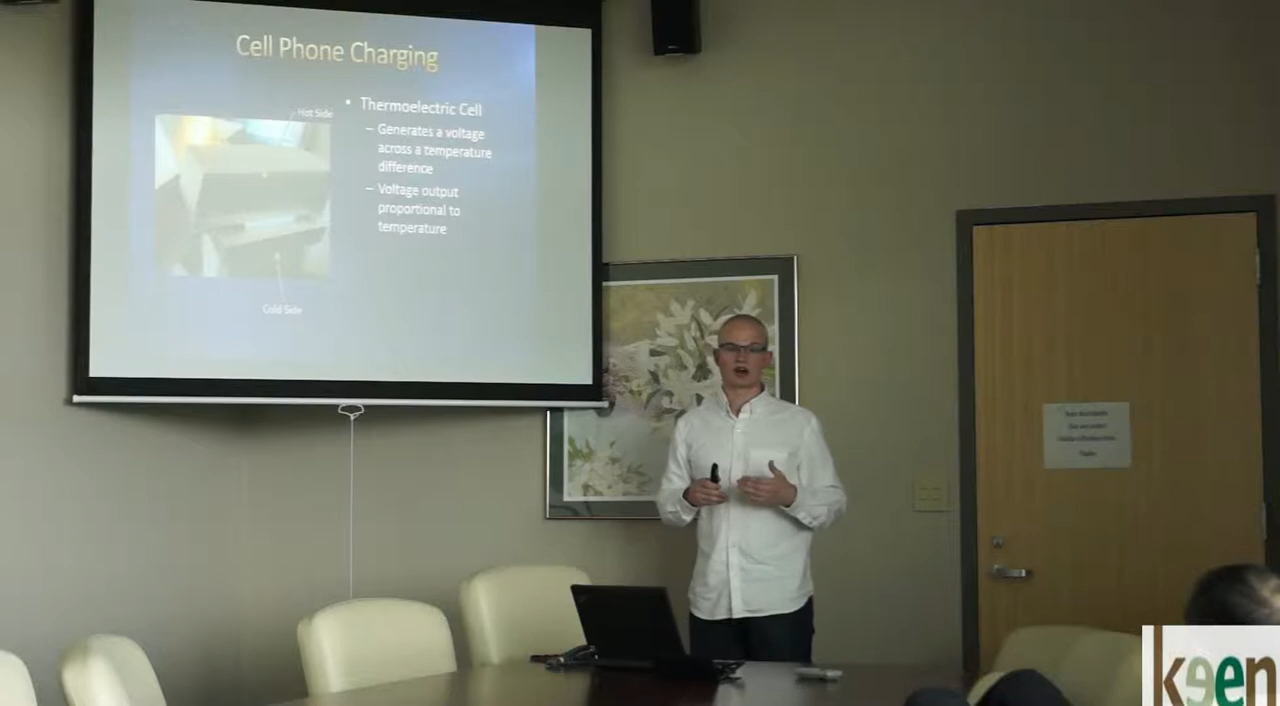 Cell Phone Charging
Hot Side
• Thermoelectric Cell
– Generates a voltage
across a temperature
difference
– Voltage output
proportional to
temperature
Cold Side
keen